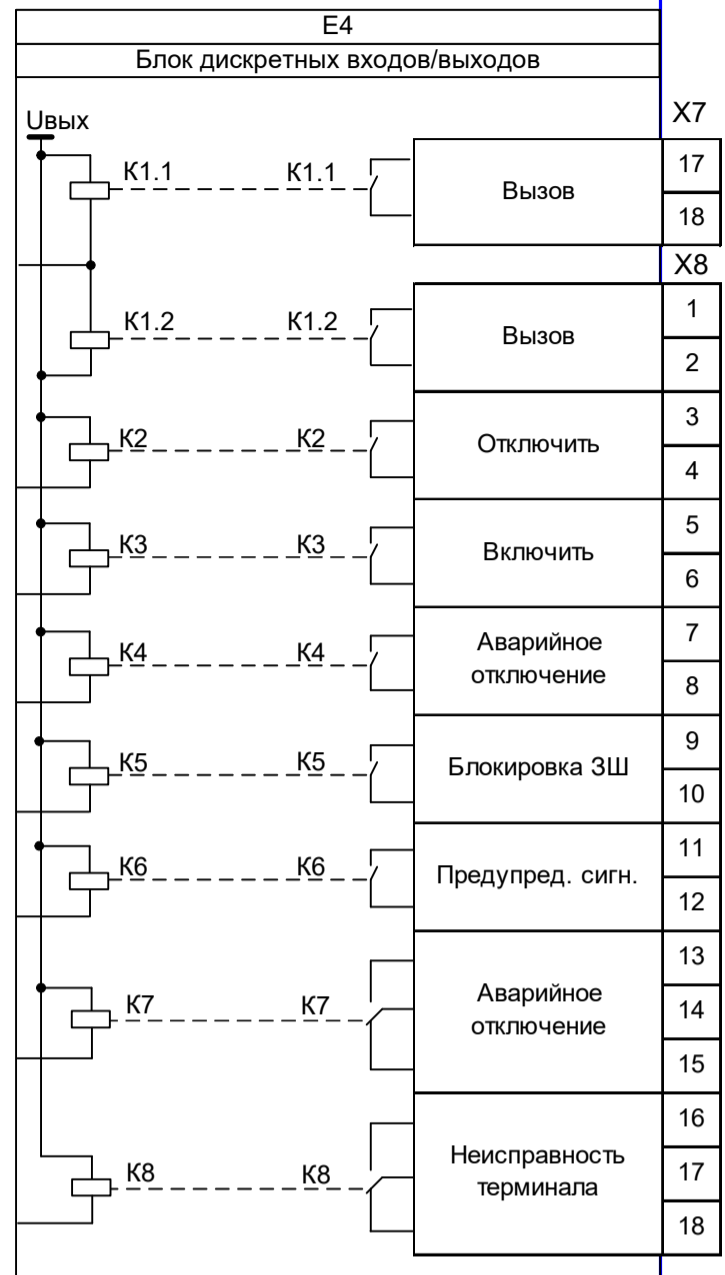 E4
Блок дискретных входов/выходов
Uвых
X7
K1.1
K1.1
Вызов
17
18
X8
K1.2
K1.2
Вызов
1
2
K2
K2
Отключить
3
4
K3
K3
Включить
5
6
K4
K4
Аварийное
отключение
7
8
K5
K5
Блокировка ЗШ
9
10
K6
K6
Предупред. сигн.
11
12
K7
K7
Аварийное
отключение
13
14
15
K8
K8
Неисправность
терминала
16
17
18